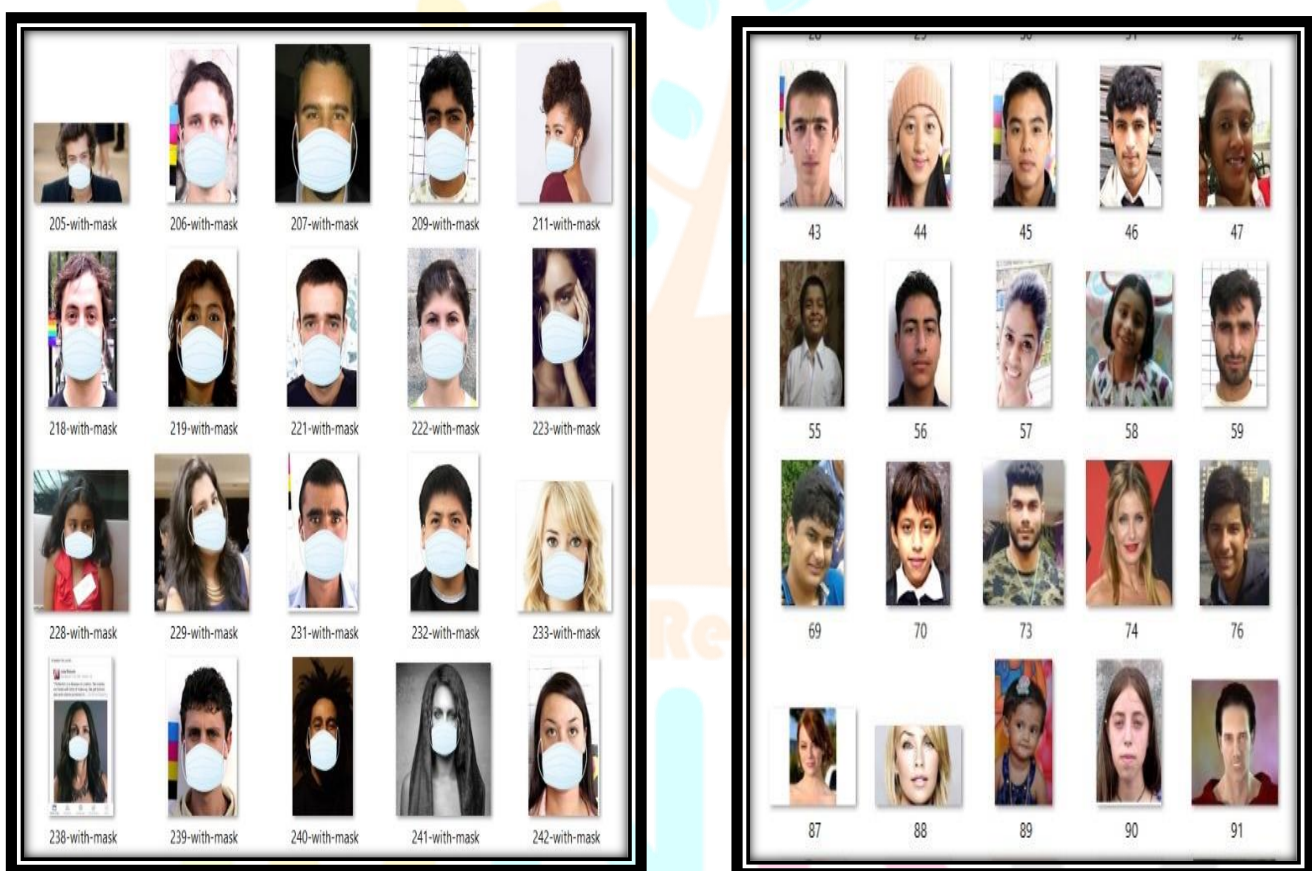 205-with-mask 206-with-mask 207-with-mask 209-with-mask 211-with-mask
218-with-mask 219-with-mask 221-with-mask 222-with-mask 223-with-mask
228-with-mask 229-with-mask 231-with-mask 232-with-mask 233-with-mask
238-with-mask 239-with-mask 240-with-mask 241-with-mask 242-with-mask
43 44 45 46 47
55 56 57 58 59
69 70 73 74 76
87 88 89 90 91
Re